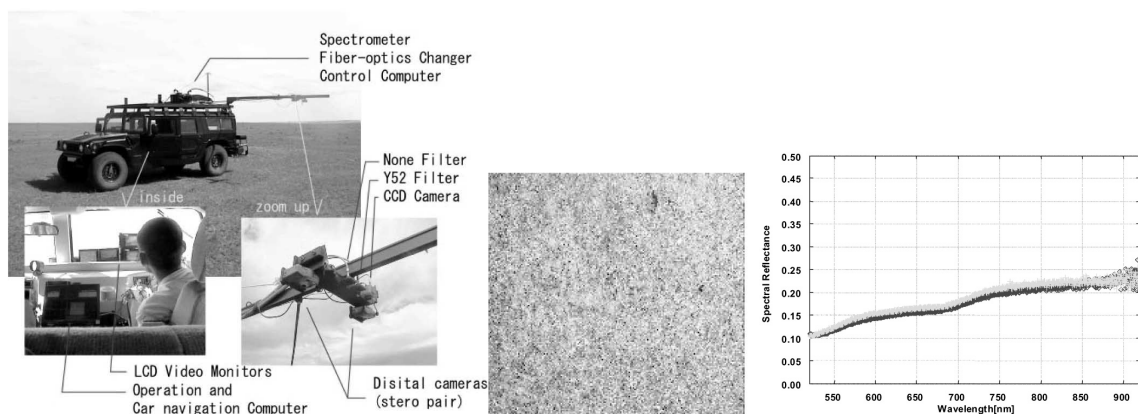 Spectrometer
Fiber-optics Changer
Control Computer
None Filter
Y52 Filter
CCD Camera
inside
zoom up
LCD Video Monitors
Operation and
Car navigation Computer
Disital cameras
(stero pair)
Spectral Reflectance
0.50
0.45
0.40
0.35
0.30
0.25
0.20
0.15
0.10
0.05
0.00
550 600 650 700 750 800 850 900
Wavelength[nm]